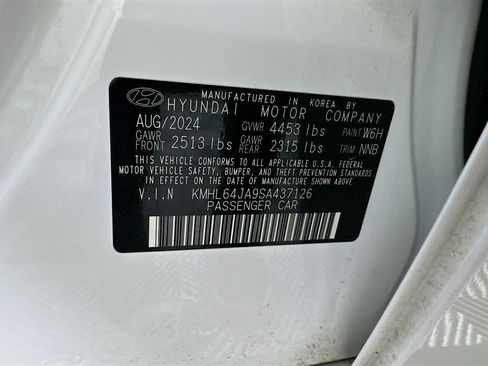 MANUFACTURED IN KOREA BY
HYUNDAI MOTOR COMPANY
AUG/2024 GVWR 4453 lbs PAINT W6H
GAWR FRONT 2513 lbs GAWR REAR 2315 lbs TRIM NNB
THIS VEHICLE CONFORMS TO ALL APPLICABLE U.S.A. FEDERAL
MOTOR VEHICLE SAFETY, BUMPER, AND THEFT PREVENTION
STANDARDS IN EFFECT ON THE DATE OF MANUFACTURE SHOWN ABOVE.
V.I.N KMHL64JA9SA437126
PASSENGER CAR